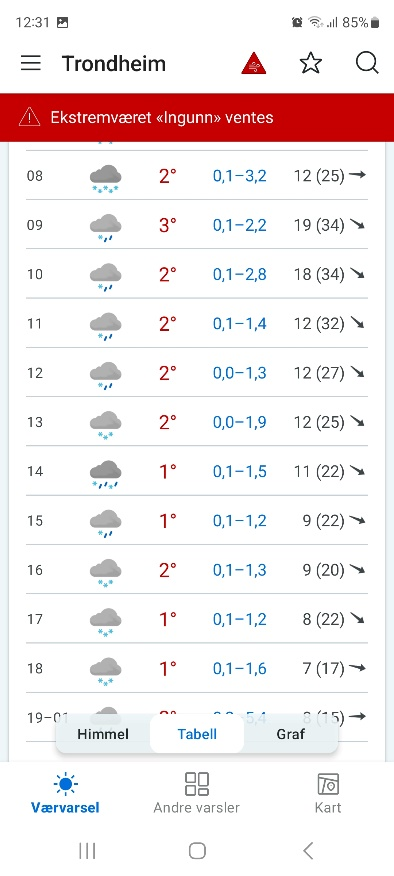 12:31 85%
Trondheim
Ekstremværet «Ingunn» ventes
08 2° 0,1–3,2 12 (25)
09 3° 0,1–2,2 19 (34)
10 2° 0,1–2,8 18 (34)
11 2° 0,1–1,4 12 (32)
12 2° 0,0–1,3 12 (27)
13 2° 0,0–1,9 12 (25)
14 1° 0,1–1,5 11 (22)
15 1° 0,1–1,2 9 (22)
16 2° 0,1–1,3 9 (20)
17 1° 0,1–1,2 8 (22)
18 1° 0,1–1,6 7 (17)
19–01 8 (15)
Himmel Tabell Graf
Værvarsel Andre varsler Kart